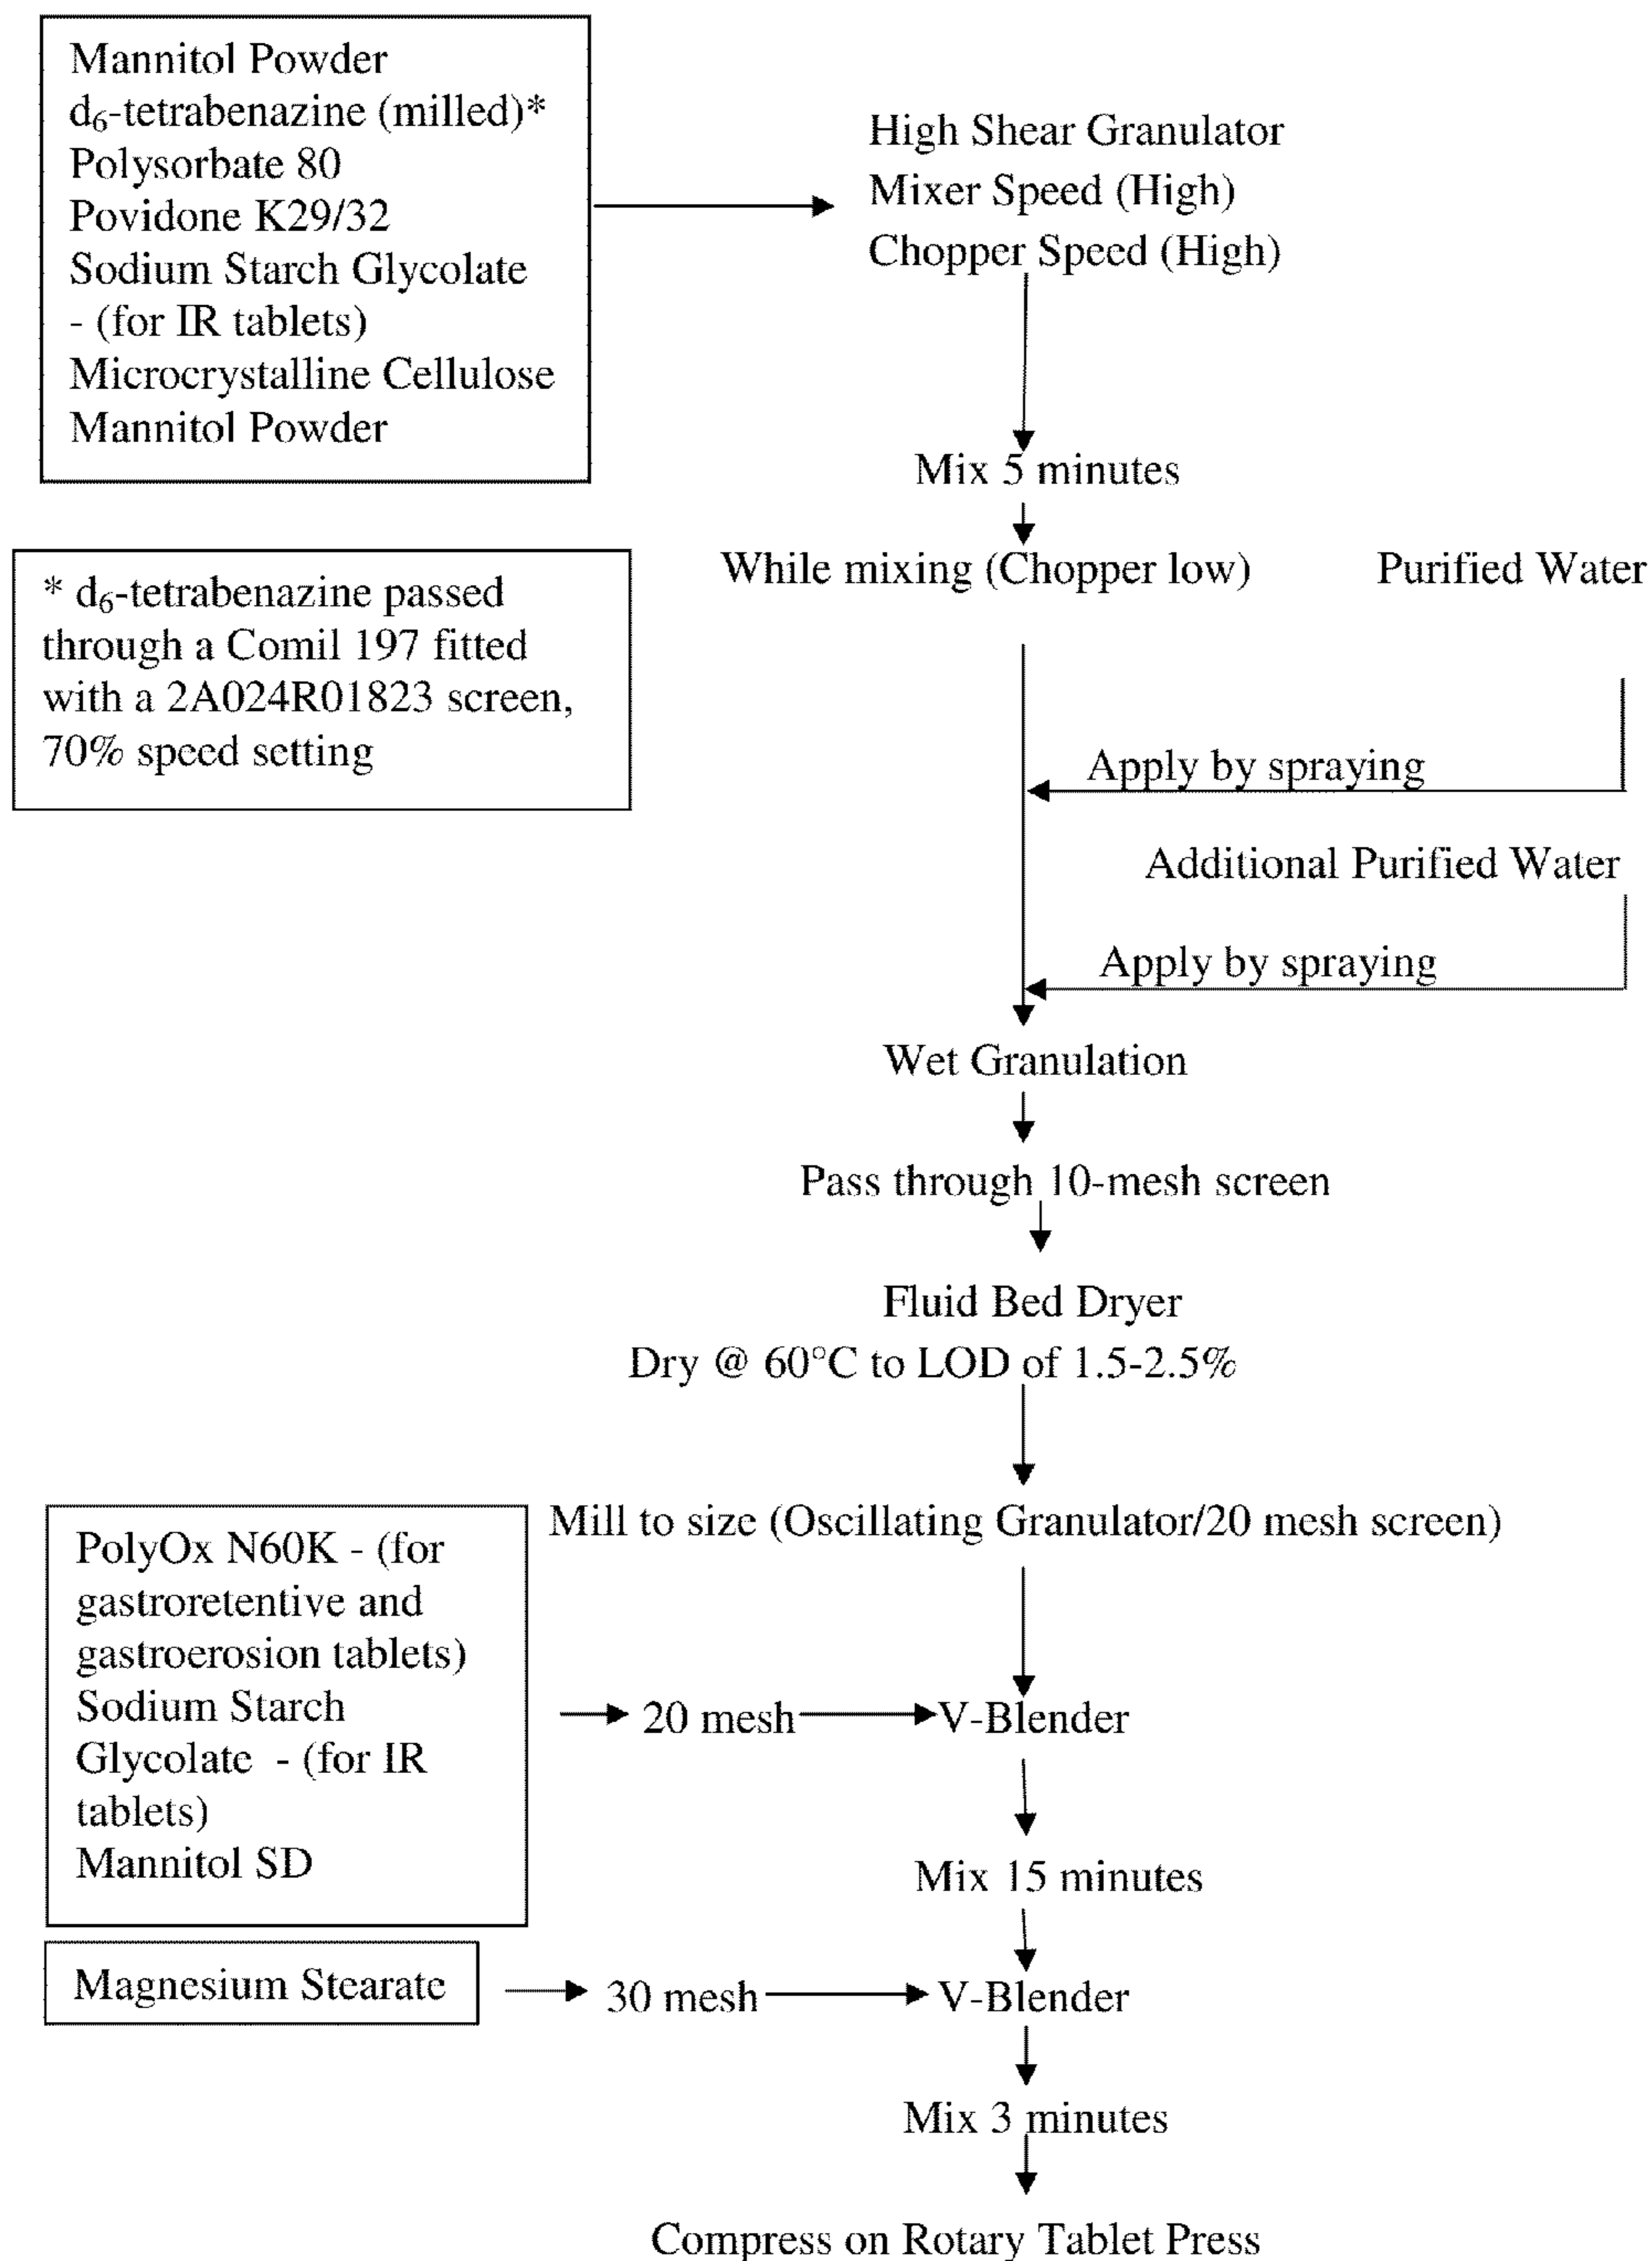 Mannitol Powder
d₆-tetrabenazine (milled)*
Polysorbate 80
Povidone K29/32
Sodium Starch Glycolate
- (for IR tablets)
Microcrystalline Cellulose
Mannitol Powder
High Shear Granulator
Mixer Speed (High)
Chopper Speed (High)
Mix 5 minutes
* d₆-tetrabenazine passed
through a Comil 197 fitted
with a 2A024R01823 screen,
70% speed setting
While mixing (Chopper low)
Purified Water
Apply by spraying
Additional Purified Water
Apply by spraying
Wet Granulation
Pass through 10-mesh screen
Fluid Bed Dryer
Dry @ 60°C to LOD of 1.5-2.5%
Mill to size (Oscillating Granulator/20 mesh screen)
PolyOx N60K - (for
gastroretentive and
gastroerosion tablets)
Sodium Starch
Glycolate - (for IR
tablets)
Mannitol SD
20 mesh
V-Blender
Mix 15 minutes
Magnesium Stearate
30 mesh
V-Blender
Mix 3 minutes
Compress on Rotary Tablet Press